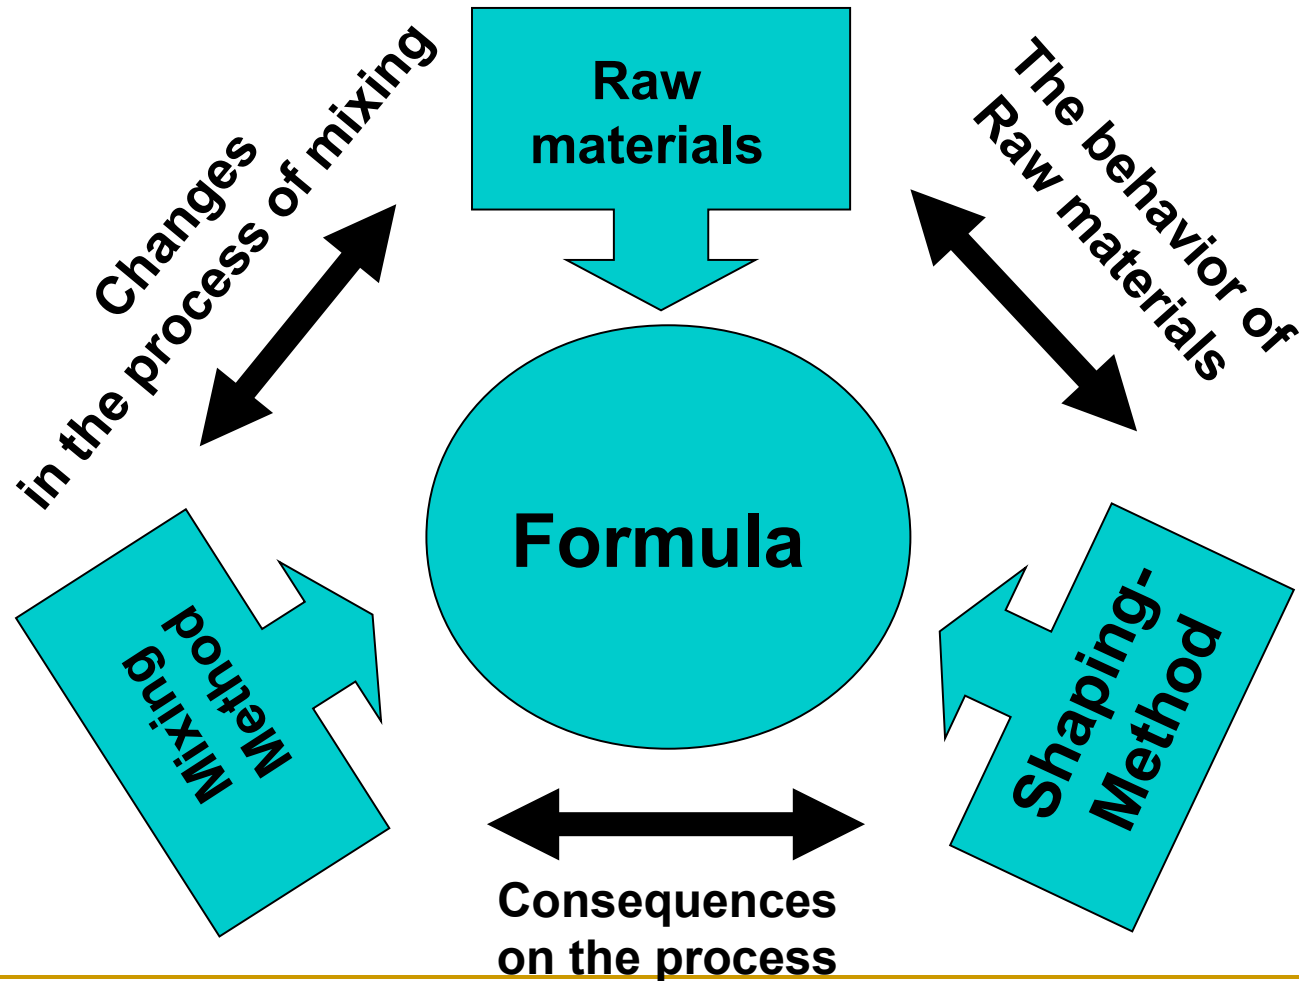 Raw
materials
Changes
in the process of mixing
The behavior of
Raw materials
Formula
Mixing
Method
Shaping-
Method
Consequences
on the process